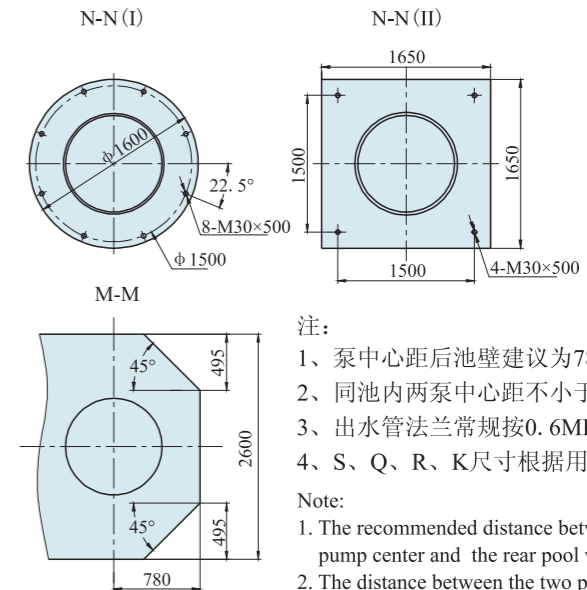 N-N(I)
N-N(II)
1650
φ1600
22.5°
8-M30×500
φ1500
1500
1650
1500
4-M30×500
M-M
45°
495
2600
45°
495
780
注：
1、泵中心距后池壁建议为
2、同池内两泵中心距不小于
3、出水管法兰常规按0.6M
4、S、Q、R、K尺寸根据用
Note:
1. The recommended distance
pump center and the rear pool
2. The distance between the two